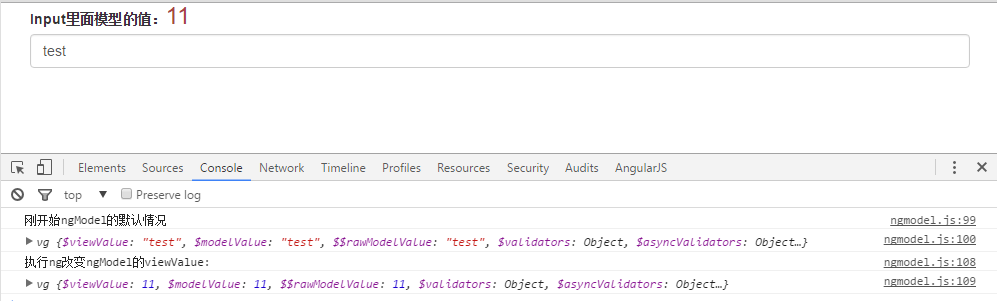 Input里面模型的值：11
test
Elements Sources Console Network Timeline Profiles Resources Security Audits AngularJS
top ▼ Preserve log
刚开始ngModel的默认情况 ngmodel.js:99
▶ vg {$viewValue: "test", $modelValue: "test", $$rawModelValue: "test", $validators: Object, $asyncValidators: Object…} ngmodel.js:100
执行ng改变ngModel的viewValue: ngmodel.js:108
▶ vg {$viewValue: 11, $modelValue: 11, $$rawModelValue: 11, $validators: Object, $asyncValidators: Object…} ngmodel.js:109